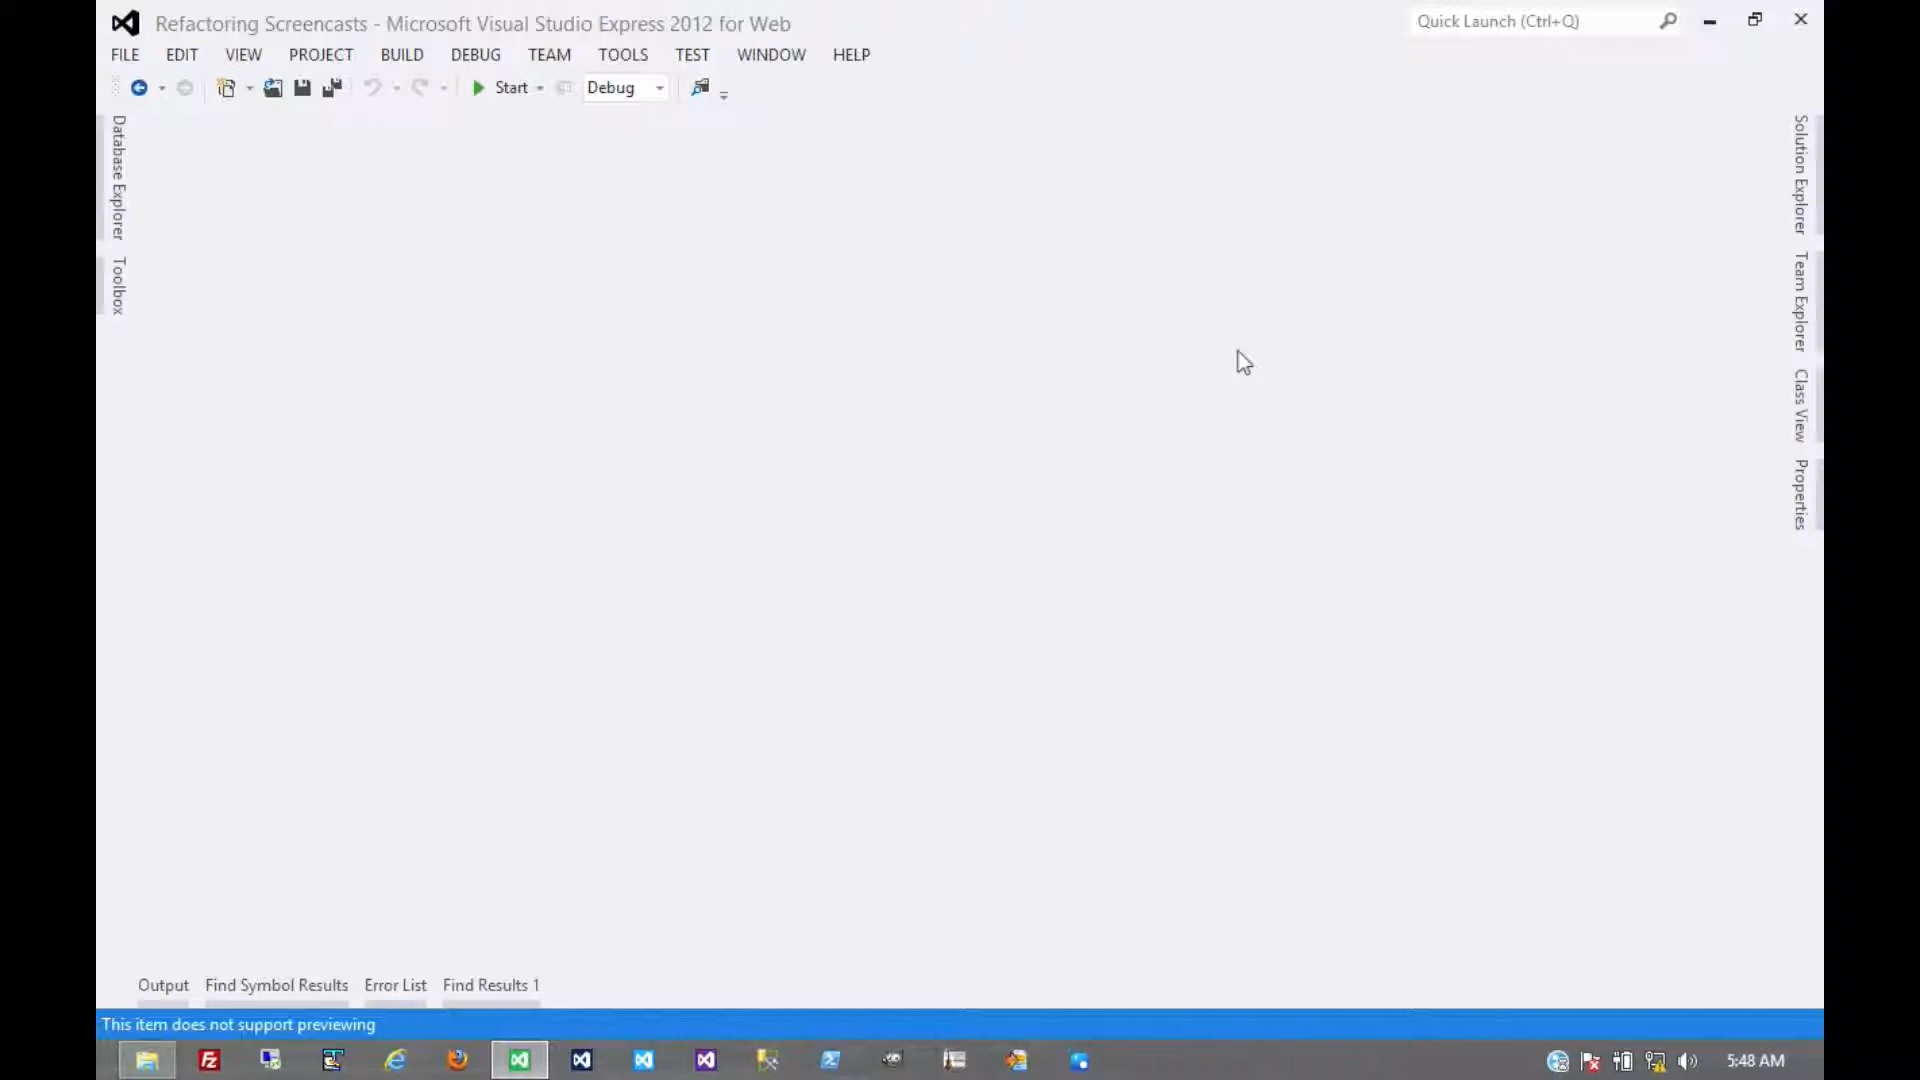 Refactoring Screencasts - Microsoft Visual Studio Express 2012 for Web
Quick Launch (Ctrl+Q)
FILE EDIT VIEW PROJECT BUILD DEBUG TEAM TOOLS TEST WINDOW HELP
Start Debug
Database Explorer
Toolbox
Solution Explorer
Team Explorer
Class View
Properties
Output Find Symbol Results Error List Find Results 1
This item does not support previewing
Fz
5:48 AM